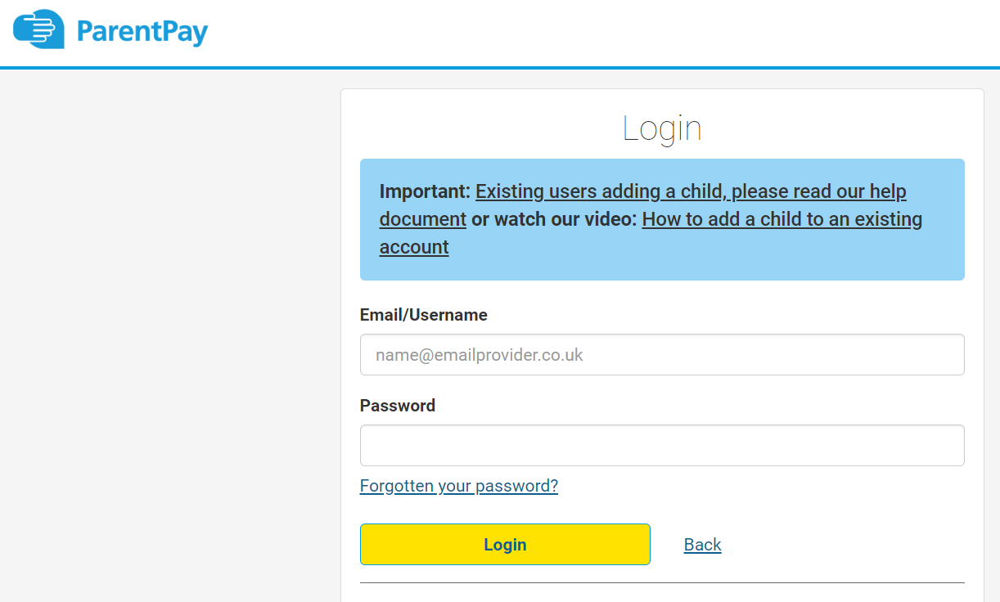 ParentPay
Login
Important: Existing users adding a child, please read our help
document or watch our video: How to add a child to an existing
account
Email/Username
name@emailprovider.co.uk
Password
Forgotten your password?
Login Back